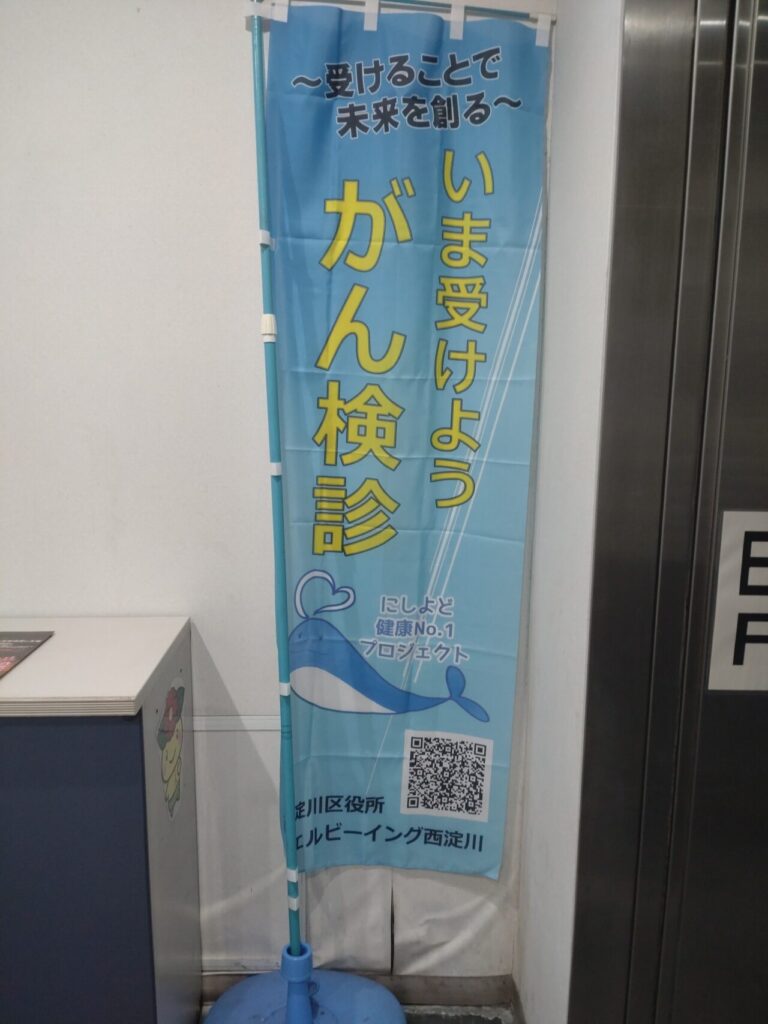 ～受けることで
未来を創る～
いま受けよう
がん検診
にしよど
健康No.1
プロジェクト
淀川区役所
ェルビーイング西淀川